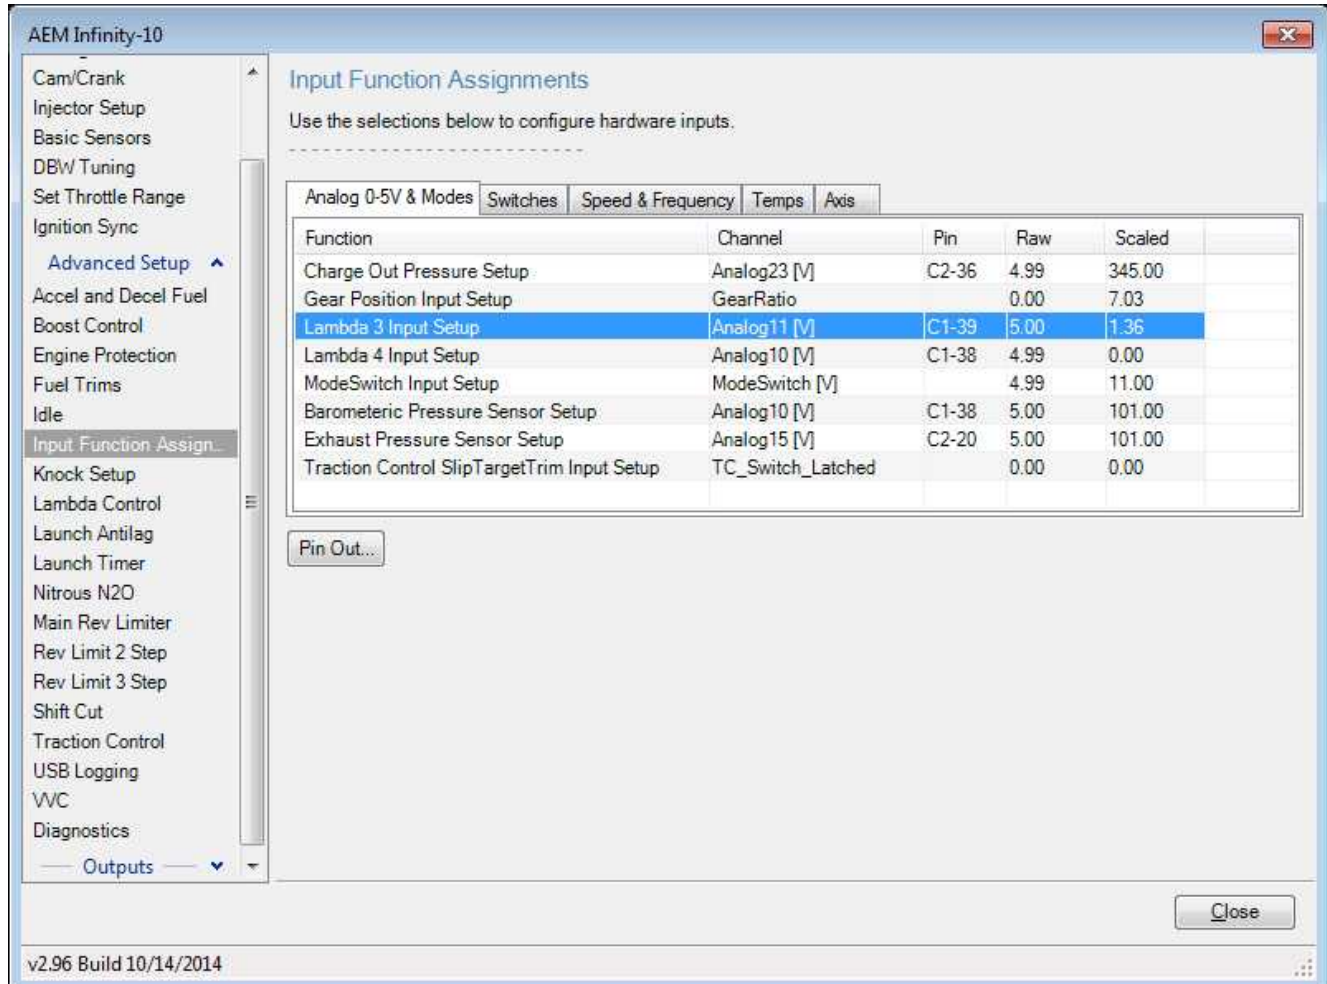 AEM Infinity-10
Cam/Crank
Injector Setup
Basic Sensors
DBW Tuning
Set Throttle Range
Ignition Sync
Advanced Setup
Accel and Decel Fuel
Boost Control
Engine Protection
Fuel Trims
Idle
Input Function Assign...
Knock Setup
Lambda Control
Launch Antilag
Launch Timer
Nitrous N2O
Main Rev Limiter
Rev Limit 2 Step
Rev Limit 3 Step
Shift Cut
Traction Control
USB Logging
VVC
Diagnostics
Outputs
Input Function Assignments
Use the selections below to configure hardware inputs.
Analog 0-5V & Modes Switches Speed & Frequency Temps Axis
Function Channel Pin Raw Scaled
Charge Out Pressure Setup Analog23 [V] C2-36 4.99 345.00
Gear Position Input Setup GearRatio 0.00 7.03
Lambda 3 Input Setup Analog11 [V] C1-39 5.00 1.36
Lambda 4 Input Setup Analog10 [V] C1-38 4.99 0.00
ModeSwitch Input Setup ModeSwitch [V] 4.99 11.00
Barometeric Pressure Sensor Setup Analog10 [V] C1-38 5.00 101.00
Exhaust Pressure Sensor Setup Analog15 [V] C2-20 5.00 101.00
Traction Control SlipTargetTrim Input Setup TC_Switch_Latched 0.00 0.00
Pin Out...
Close
v2.96 Build 10/14/2014